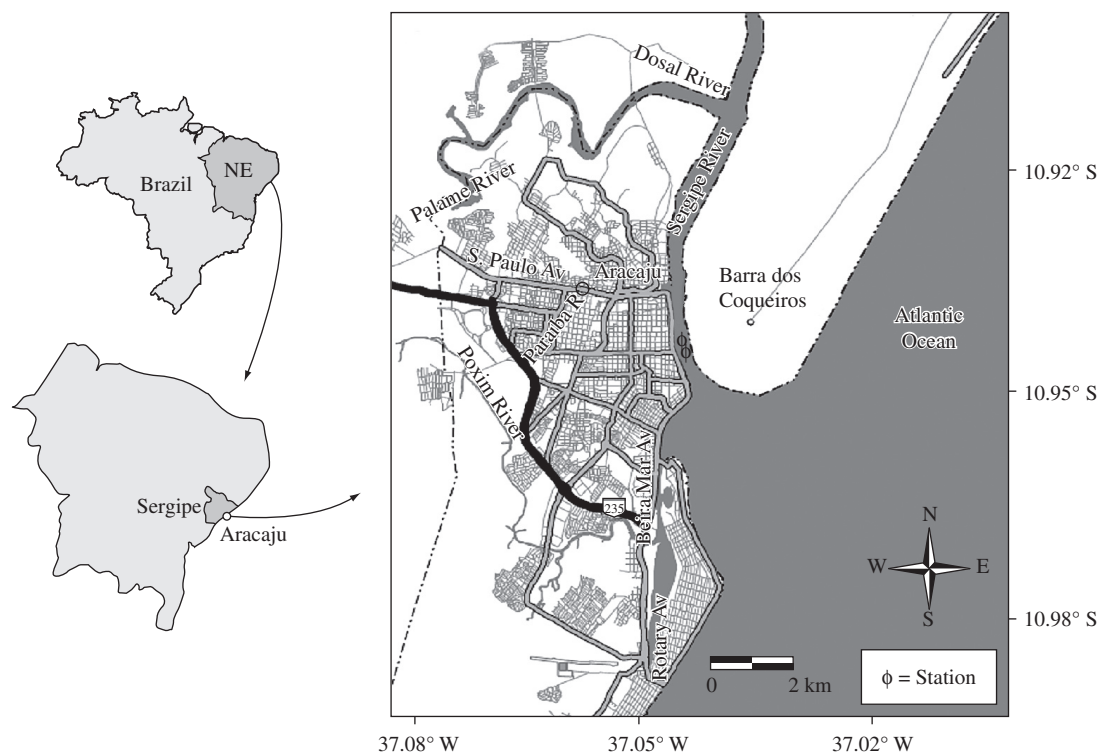 Brazil
NE
Sergipe
Aracaju
Dosal River
Sergipe River
Palame River
S. Paulo Av
Aracaju
Paraiba R
Poxim River
Barra dos
Coqueiros
Atlantic
Ocean
Beira Mar Av
235
Rotary Av
N
W
E
S
0
2 km
ϕ = Station
ϕ
ϕ
10.92° S
10.95° S
10.98° S
37.08° W
37.05° W
37.02° W